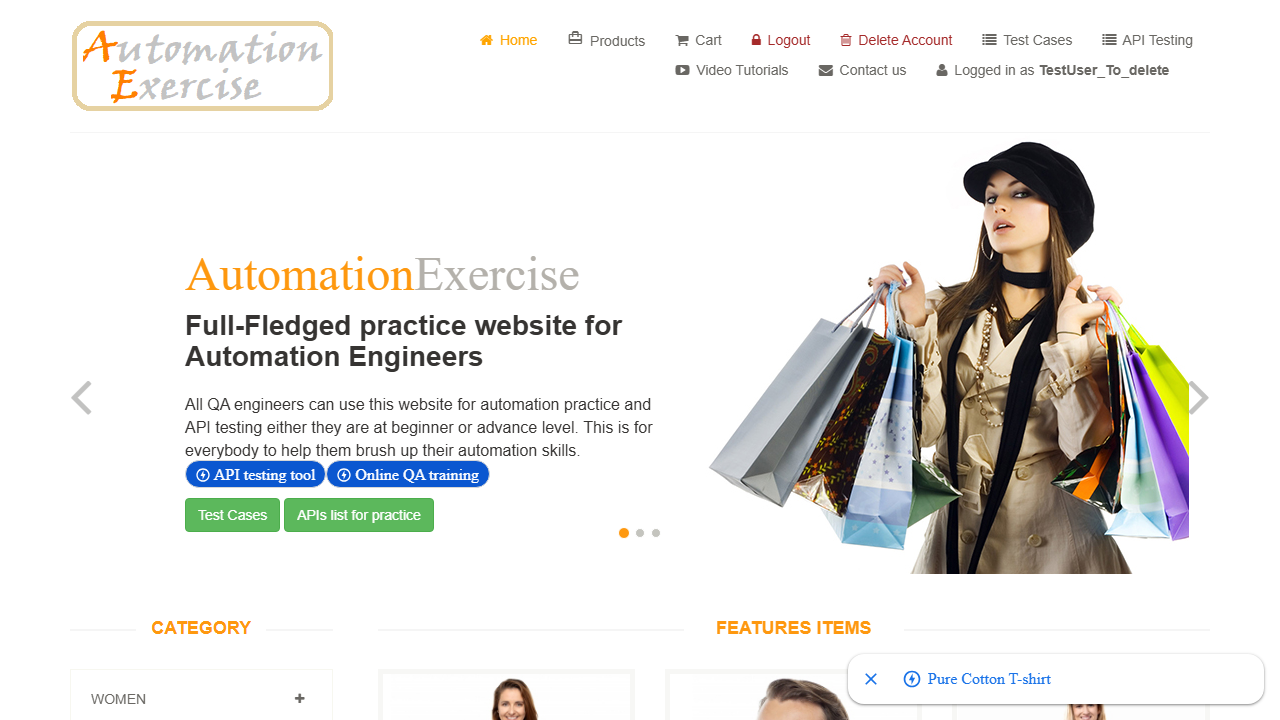 Automation
Exercise
Home
Products
Cart
Logout
Delete Account
Test Cases
API Testing
Video Tutorials
Contact us
Logged in as TestUser_To_delete
AutomationExercise
Full-Fledged practice website for
Automation Engineers
All QA engineers can use this website for automation practice and
API testing either they are at beginner or advance level. This is for
everybody to help them brush up their automation skills.
API testing tool
Online QA training
Test Cases
APIs list for practice
CATEGORY
FEATURES ITEMS
WOMEN
Pure Cotton T-shirt